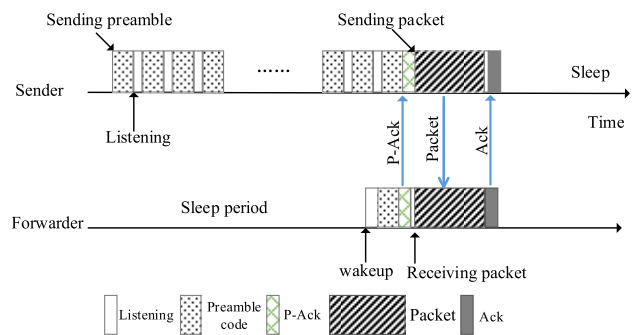 Sending preamble
Sending packet
......
Sleep
Sender
Time
Listening
P-Ack
Packet
Ack
Sleep period
Forwarder
wakeup
Receiving packet
Listening
Preamble code
P-Ack
Packet
Ack